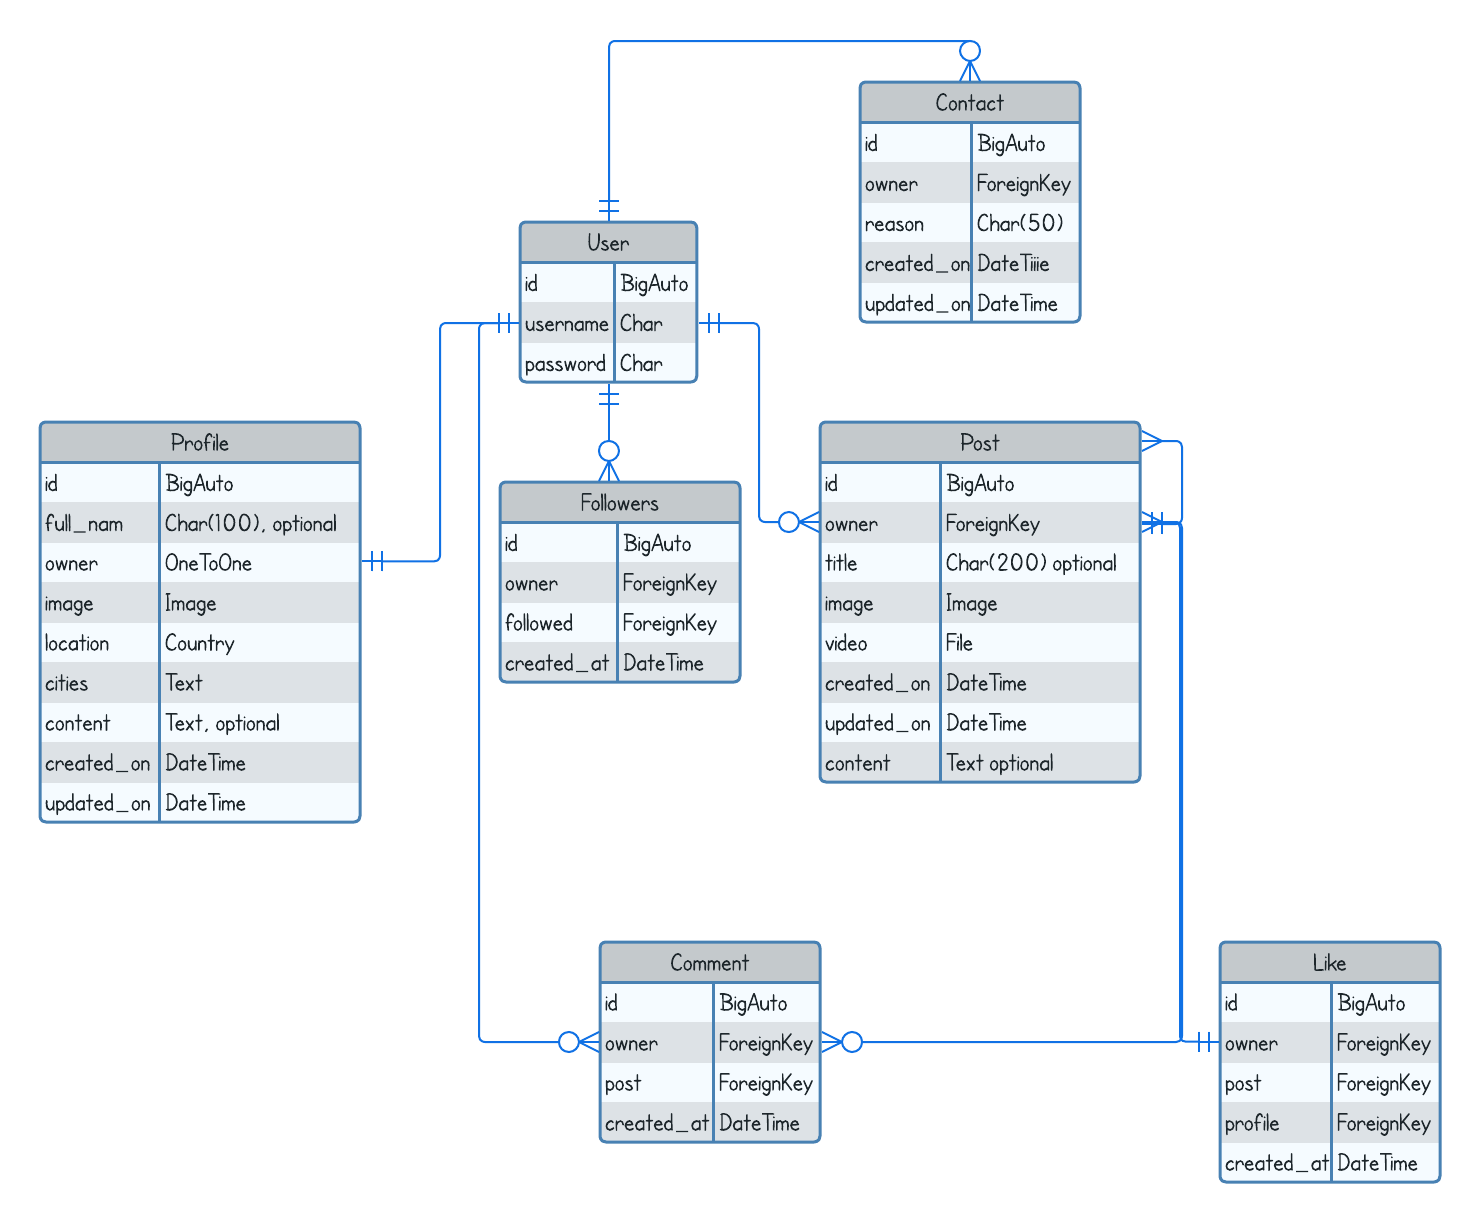 Contact
id BigAuto
owner ForeignKey
reason Char(50)
created_on DateTiiie
updated_on DateTime
User
id BigAuto
username Char
password Char
Profile
id BigAuto
full_nam Char(100), optional
owner OneToOne
image Image
location Country
cities Text
content Text, optional
created_on DateTime
updated_on DateTime
Followers
id BigAuto
owner ForeignKey
followed ForeignKey
created_at DateTime
Post
id BigAuto
owner ForeignKey
title Char(200) optional
image Image
video File
created_on DateTime
updated_on DateTime
content Text optional
Comment
id BigAuto
owner ForeignKey
post ForeignKey
created_at DateTime
Like
id BigAuto
owner ForeignKey
post ForeignKey
profile ForeignKey
created_at DateTime